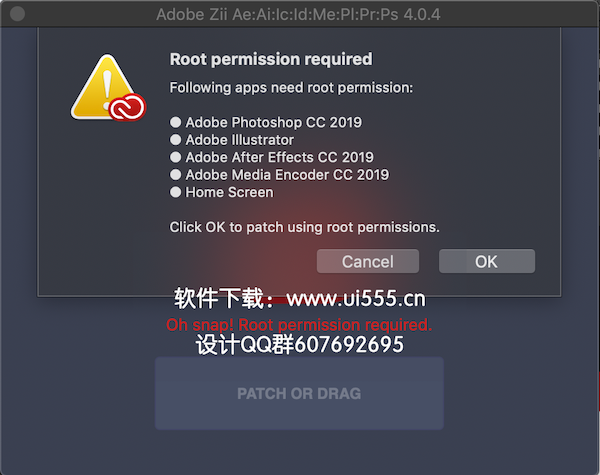 Adobe Zii Ae:Ai:Ic:Id:Me:Pl:Pr:Ps 4.0.4
Root permission required
Following apps need root permission:
● Adobe Photoshop CC 2019
● Adobe Illustrator
● Adobe After Effects CC 2019
● Adobe Media Encoder CC 2019
● Home Screen
Click OK to patch using root permissions.
Cancel OK
软件下载：www.ui555.cn
Oh snap! Root permission required.
设计QQ群607692695
PATCH OR DRAG